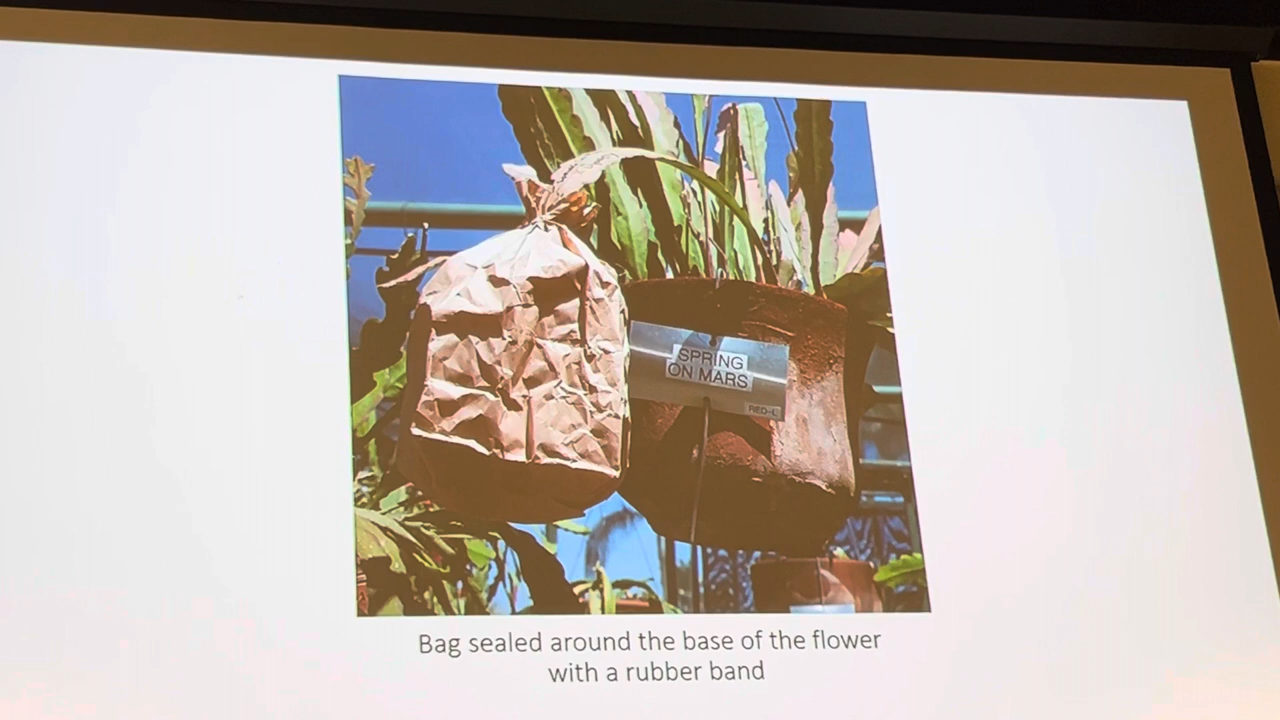 SPRING
ON MARS
RED-L
Bag sealed around the base of the flower
with a rubber band